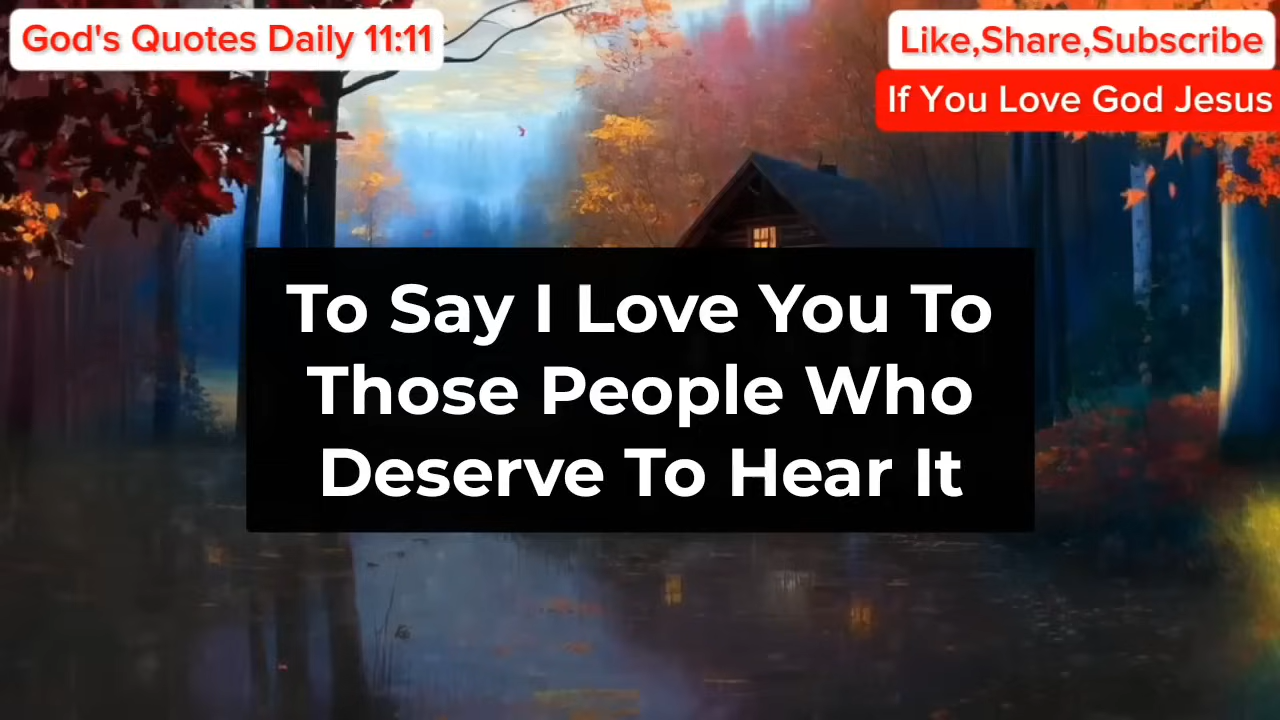 God's Quotes Daily 11:11
Like,Share,Subscribe
If You Love God Jesus
To Say I Love You To
Those People Who
Deserve To Hear It